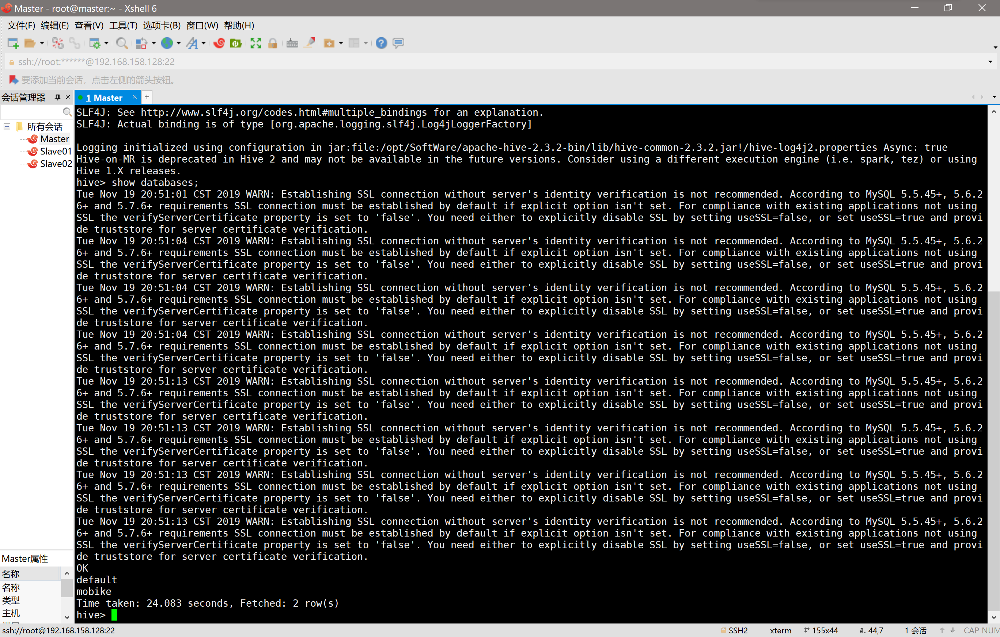 Master - root@master:~ - Xshell 6
文件(F) 编辑(E) 查看(V) 工具(T) 选项卡(B) 窗口(W) 帮助(H)
ssh://root:******@192.168.158.128:22
要添加当前会话，点击左侧的箭头按钮。
会话管理器
1 Master
所有会话
Master
Slave01
Slave02
SLF4J: See http://www.slf4j.org/codes.html#multiple_bindings for an explanation.
SLF4J: Actual binding is of type [org.apache.logging.slf4j.Log4jLoggerFactory]
Logging initialized using configuration in jar:file:/opt/SoftWare/apache-hive-2.3.2-bin/lib/hive-common-2.3.2.jar!/hive-log4j2.properties Async: true
Hive-on-MR is deprecated in Hive 2 and may not be available in the future versions. Consider using a different execution engine (i.e. spark, tez) or using
Hive 1.X releases.
hive> show databases;
Tue Nov 19 20:51:01 CST 2019 WARN: Establishing SSL connection without server's identity verification is not recommended. According to MySQL 5.5.45+, 5.6.2
6+ and 5.7.6+ requirements SSL connection must be established by default if explicit option isn't set. For compliance with existing applications not using
SSL the verifyServerCertificate property is set to 'false'. You need either to explicitly disable SSL by setting useSSL=false, or set useSSL=true and provi
de truststore for server certificate verification.
Tue Nov 19 20:51:04 CST 2019 WARN: Establishing SSL connection without server's identity verification is not recommended. According to MySQL 5.5.45+, 5.6.2
6+ and 5.7.6+ requirements SSL connection must be established by default if explicit option isn't set. For compliance with existing applications not using
SSL the verifyServerCertificate property is set to 'false'. You need either to explicitly disable SSL by setting useSSL=false, or set useSSL=true and provi
de truststore for server certificate verification.
Tue Nov 19 20:51:04 CST 2019 WARN: Establishing SSL connection without server's identity verification is not recommended. According to MySQL 5.5.45+, 5.6.2
6+ and 5.7.6+ requirements SSL connection must be established by default if explicit option isn't set. For compliance with existing applications not using
SSL the verifyServerCertificate property is set to 'false'. You need either to explicitly disable SSL by setting useSSL=false, or set useSSL=true and provi
de truststore for server certificate verification.
Tue Nov 19 20:51:04 CST 2019 WARN: Establishing SSL connection without server's identity verification is not recommended. According to MySQL 5.5.45+, 5.6.2
6+ and 5.7.6+ requirements SSL connection must be established by default if explicit option isn't set. For compliance with existing applications not using
SSL the verifyServerCertificate property is set to 'false'. You need either to explicitly disable SSL by setting useSSL=false, or set useSSL=true and provi
de truststore for server certificate verification.
Tue Nov 19 20:51:13 CST 2019 WARN: Establishing SSL connection without server's identity verification is not recommended. According to MySQL 5.5.45+, 5.6.2
6+ and 5.7.6+ requirements SSL connection must be established by default if explicit option isn't set. For compliance with existing applications not using
SSL the verifyServerCertificate property is set to 'false'. You need either to explicitly disable SSL by setting useSSL=false, or set useSSL=true and provi
de truststore for server certificate verification.
Tue Nov 19 20:51:13 CST 2019 WARN: Establishing SSL connection without server's identity verification is not recommended. According to MySQL 5.5.45+, 5.6.2
6+ and 5.7.6+ requirements SSL connection must be established by default if explicit option isn't set. For compliance with existing applications not using
SSL the verifyServerCertificate property is set to 'false'. You need either to explicitly disable SSL by setting useSSL=false, or set useSSL=true and provi
de truststore for server certificate verification.
Tue Nov 19 20:51:13 CST 2019 WARN: Establishing SSL connection without server's identity verification is not recommended. According to MySQL 5.5.45+, 5.6.2
6+ and 5.7.6+ requirements SSL connection must be established by default if explicit option isn't set. For compliance with existing applications not using
SSL the verifyServerCertificate property is set to 'false'. You need either to explicitly disable SSL by setting useSSL=false, or set useSSL=true and provi
de truststore for server certificate verification.
Tue Nov 19 20:51:13 CST 2019 WARN: Establishing SSL connection without server's identity verification is not recommended. According to MySQL 5.5.45+, 5.6.2
6+ and 5.7.6+ requirements SSL connection must be established by default if explicit option isn't set. For compliance with existing applications not using
SSL the verifyServerCertificate property is set to 'false'. You need either to explicitly disable SSL by setting useSSL=false, or set useSSL=true and provi
de truststore for server certificate verification.
OK
default
mobike
Time taken: 24.083 seconds, Fetched: 2 row(s)
hive>
Master属性
名称
名称
类型
主机
ssh://root@192.168.158.128:22
SSH2
xterm
155x44
44,7
1 会话
CAP NUM